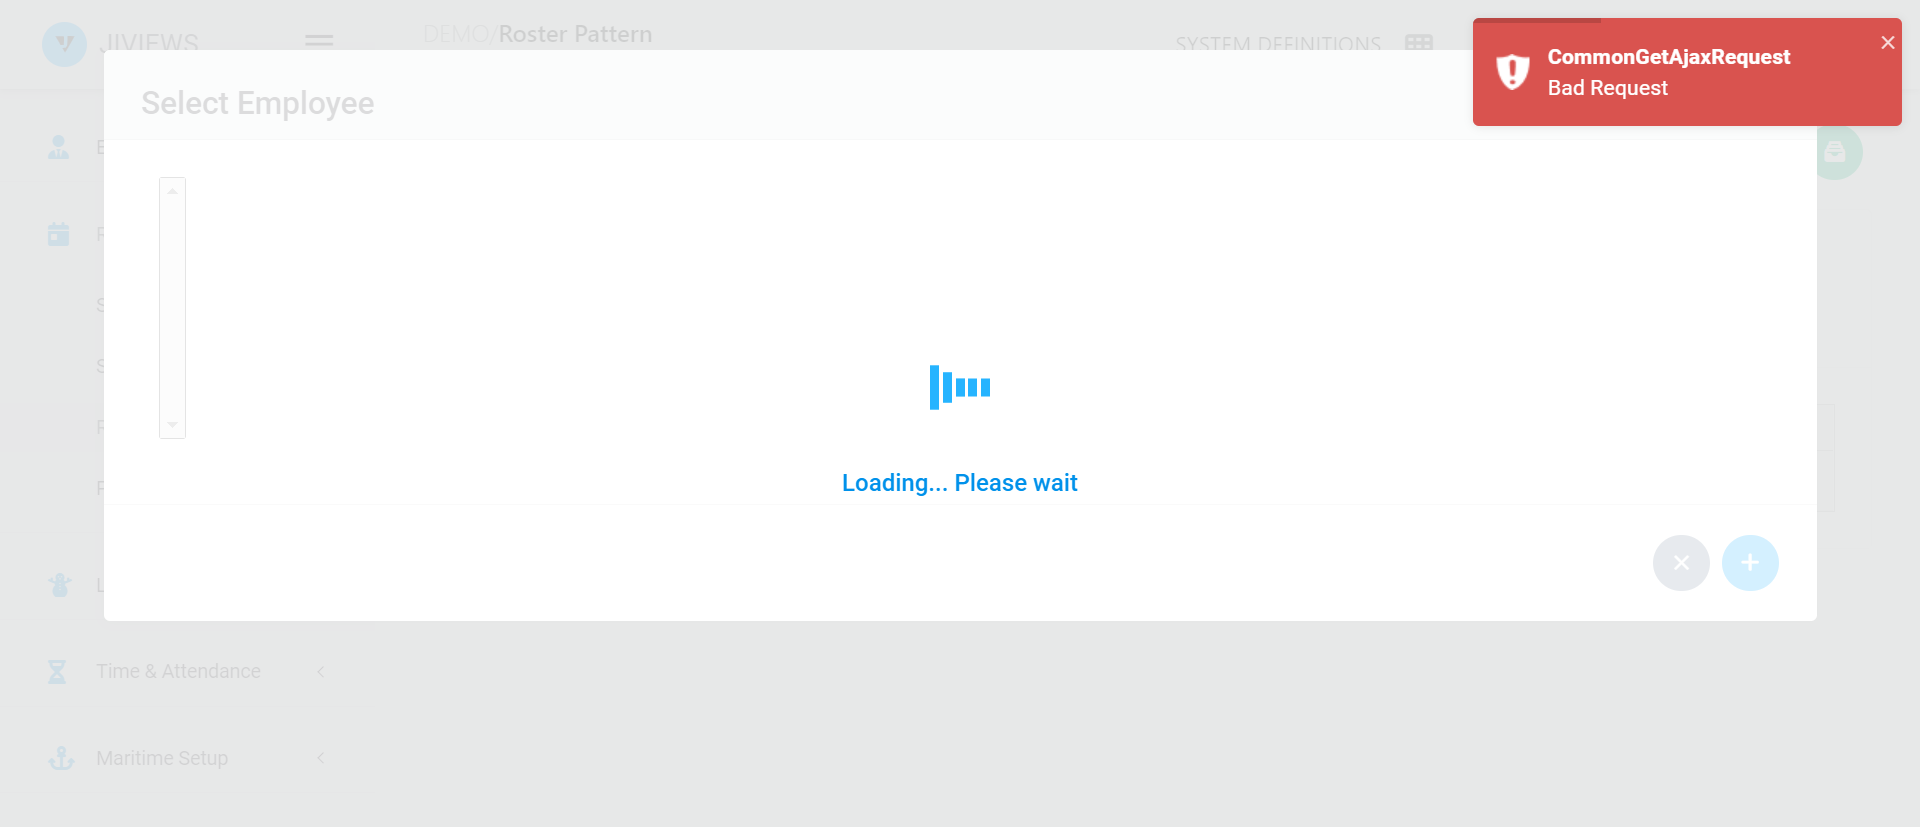 JIVIEWS
DEMO/Roster Pattern
SYSTEM DEFINITIONS
CommonGetAjaxRequest
Bad Request
Select Employee
Loading... Please wait
Time & Attendance
Maritime Setup